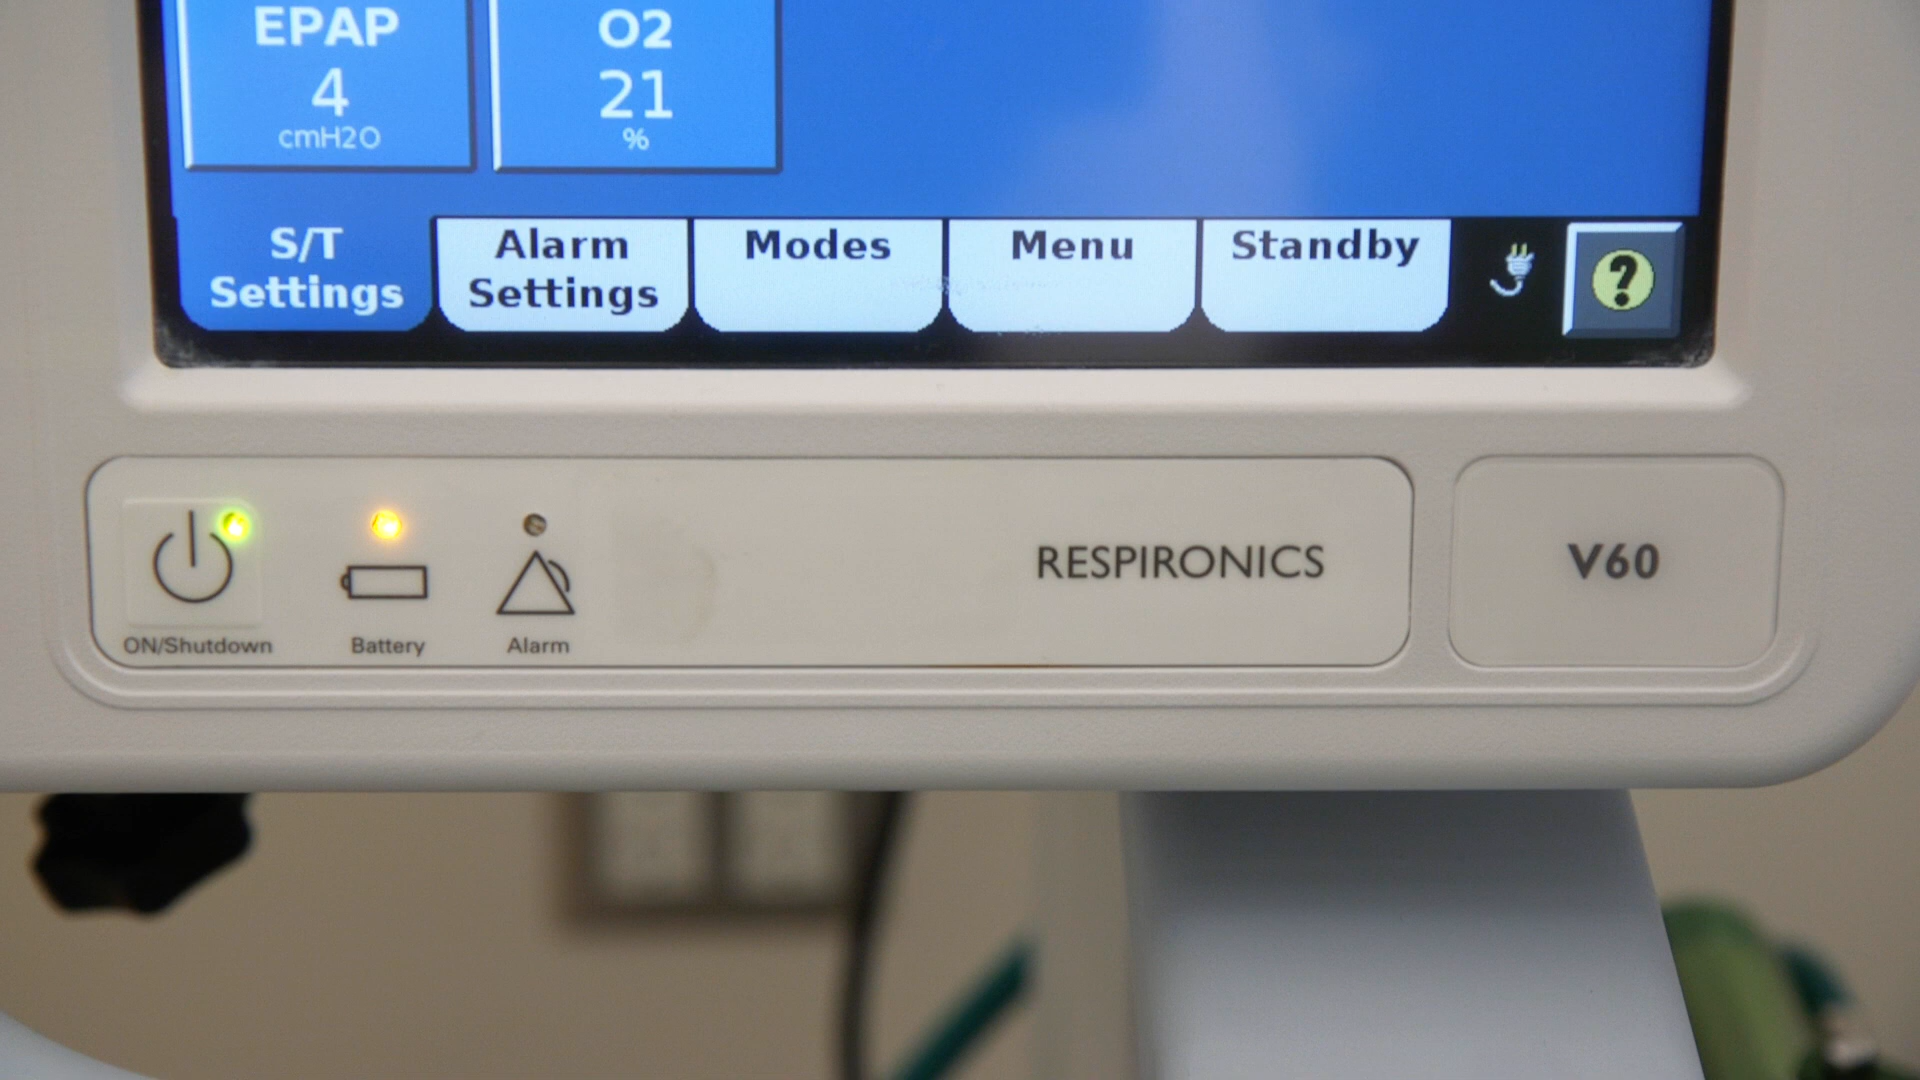 EPAP
4
cmH2O
O2
21
%
S/T
Settings
Alarm
Settings
Modes
Menu
Standby
?
ON/Shutdown
Battery
Alarm
RESPIRONICS
V60